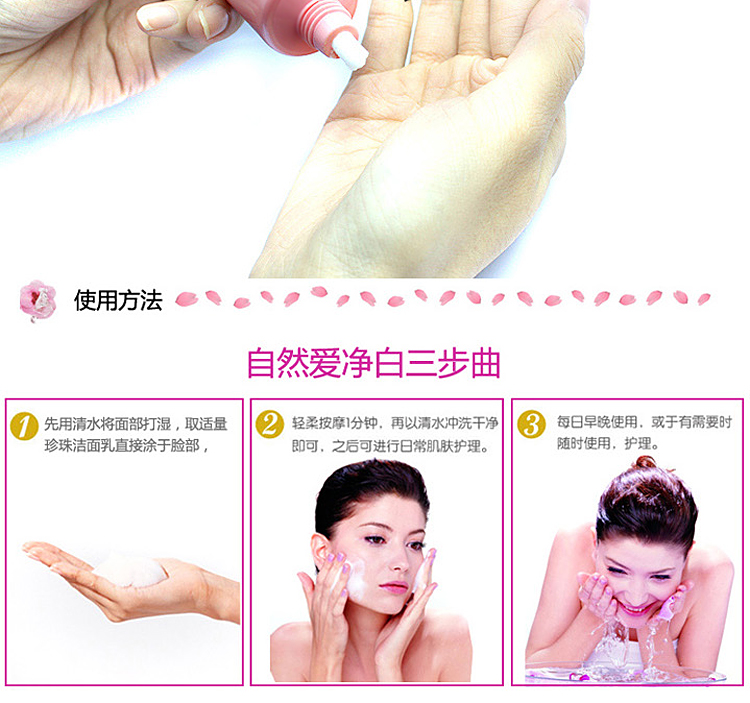 使用方法
自然爱净白三步曲
1 先用清水将面部打湿，取适量
珍珠洁面乳直接涂于脸部，
2 轻柔按摩1分钟，再以清水冲洗干净
即可，之后可进行日常肌肤护理。
3 每日早晚使用，或于有需要时
随时使用，护理。